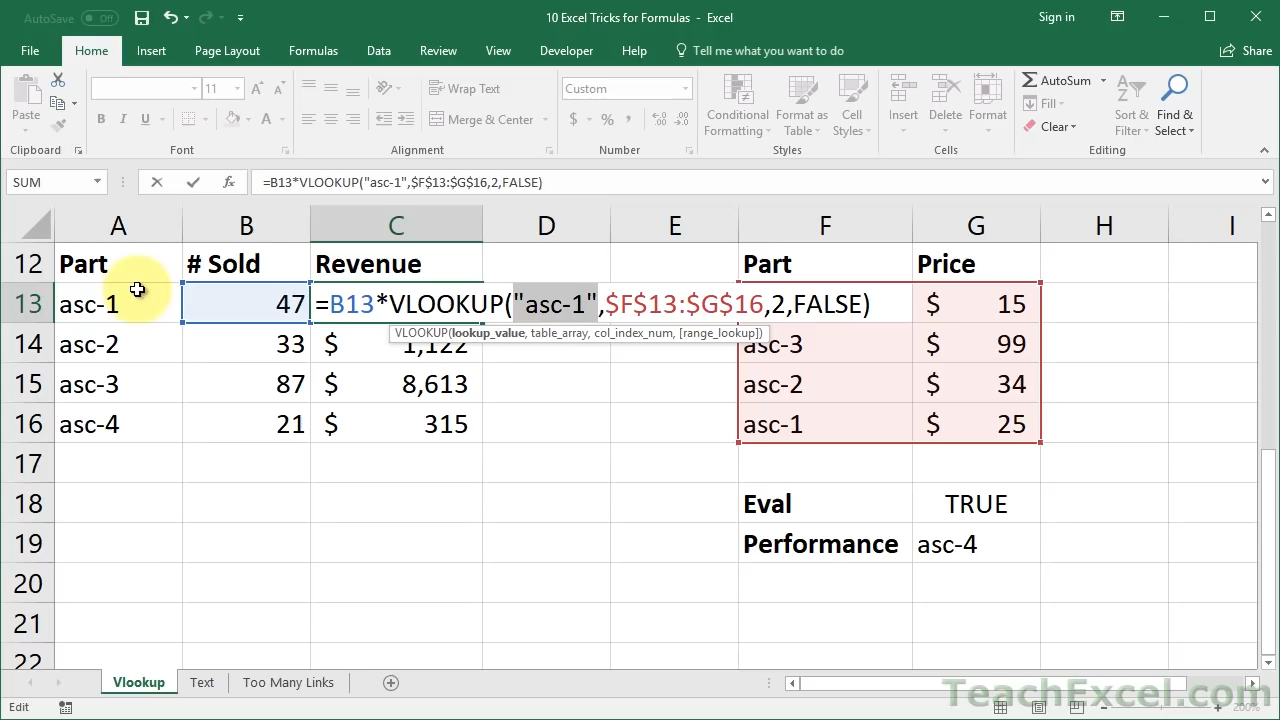 AutoSave Off
10 Excel Tricks for Formulas - Excel
Sign in
File Home Insert Page Layout Formulas Data Review View Developer Help Tell me what you want to do Share
Paste
Clipboard
11
Font
Wrap Text
Merge & Center
Alignment
Custom
$ % ,
Number
Conditional Formatting
Format as Table
Cell Styles
Styles
Insert Delete Format
Cells
AutoSum
Fill
Clear
Sort & Filter
Find & Select
Editing
SUM fx =B13*VLOOKUP("asc-1",$F$13:$G$16,2,FALSE)
A B C D E F G H I
12 Part # Sold Revenue Part Price
13 asc-1 47 =B13*VLOOKUP("asc-1",$F$13:$G$16,2,FALSE) $ 15
VLOOKUP(lookup_value, table_array, col_index_num, [range_lookup])
14 asc-2 33 $ 1,122 asc-3 $ 99
15 asc-3 87 $ 8,613 asc-2 $ 34
16 asc-4 21 $ 315 asc-1 $ 25
17
18 Eval TRUE
19 Performance asc-4
20
21
22
Vlookup Text Too Many Links
TeachExcel.com
Edit 200%